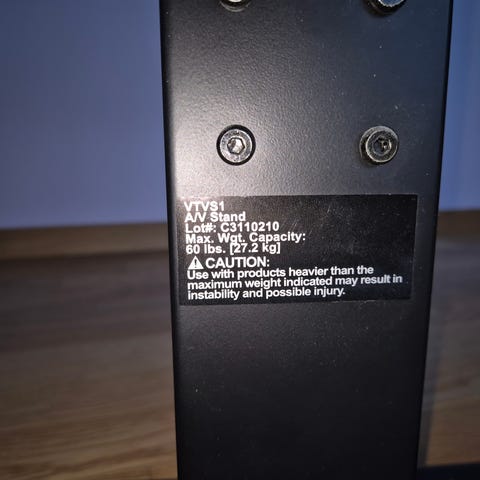 VTVS1
A/V Stand
Lot#: C3110210
Max. Wgt. Capacity:
60 lbs. [27.2 kg]
⚠ CAUTION:
Use with products heavier than the
maximum weight indicated may result in
instability and possible injury.